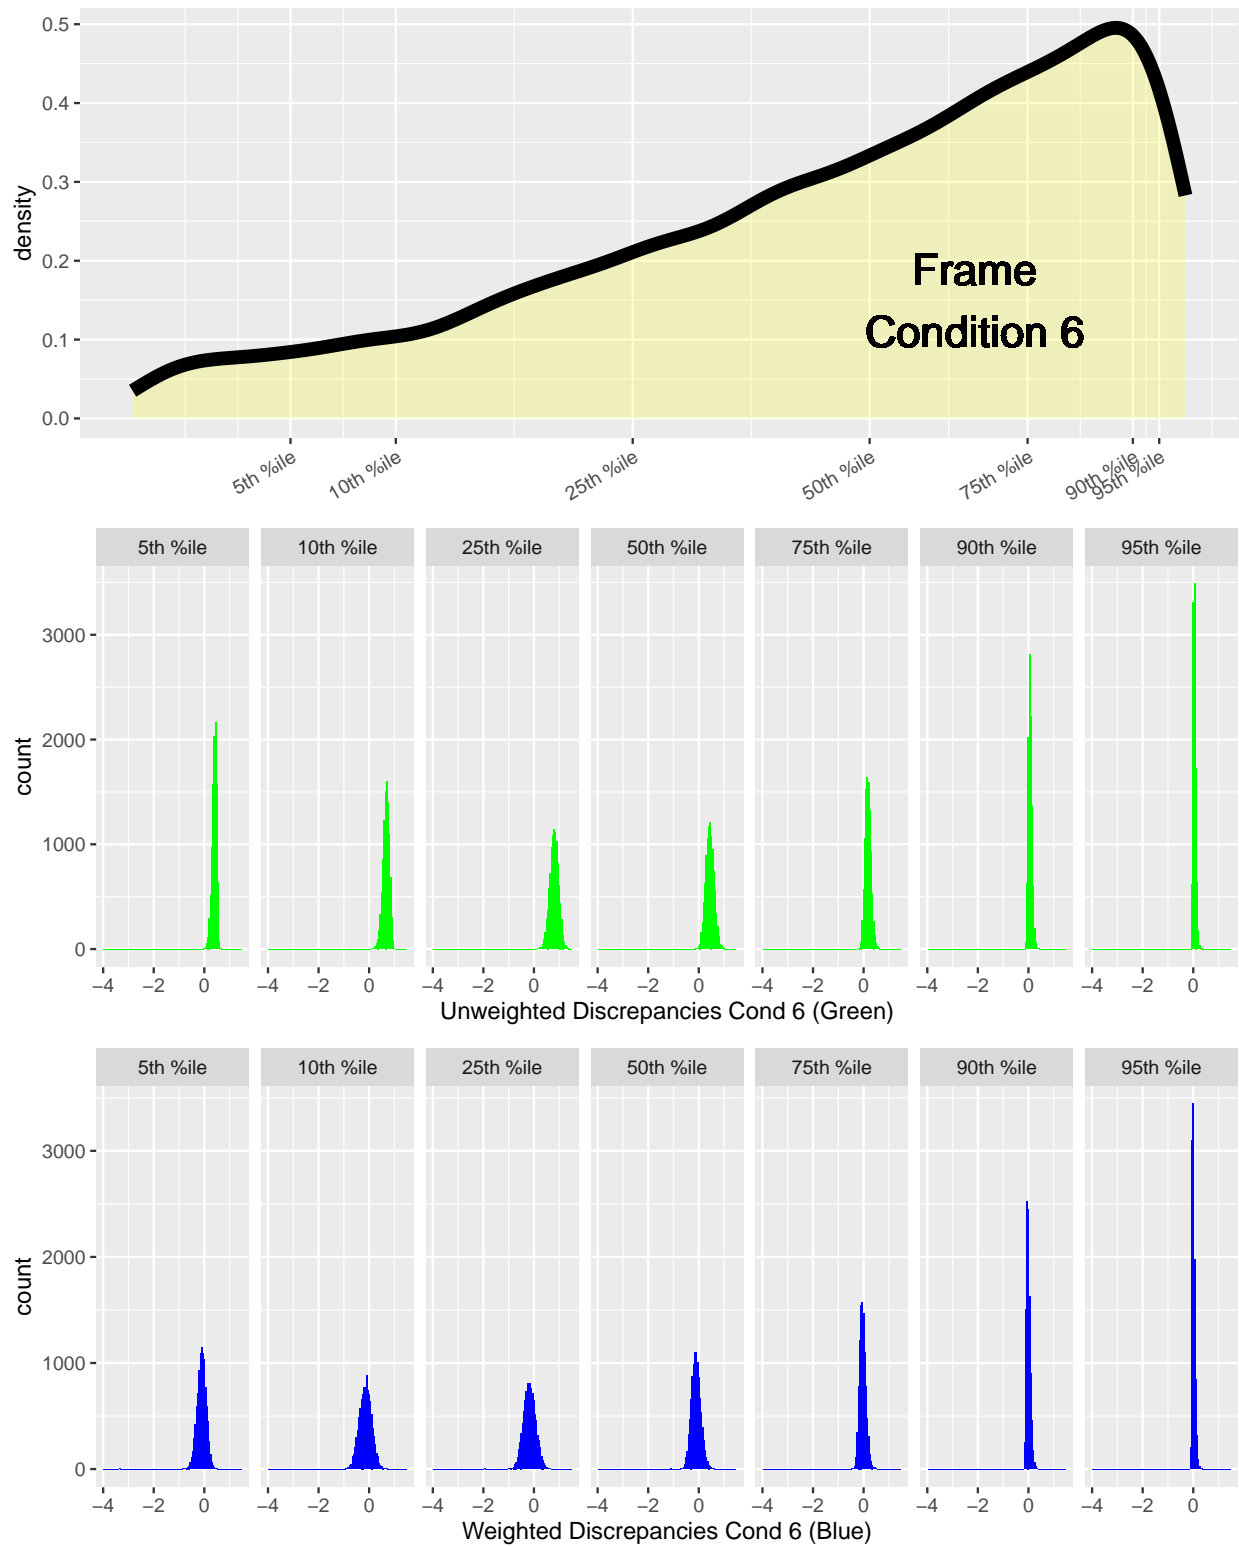 0.5
0.4
0.3
0.2
0.1
0.0
density
Frame
Condition 6
5th %ile 10th %ile 25th %ile 50th %ile 75th %ile 90th %ile 95th %ile
5th %ile 10th %ile 25th %ile 50th %ile 75th %ile 90th %ile 95th %ile
3000
2000
1000
0
count
−4 −2 0 −4 −2 0 −4 −2 0 −4 −2 0 −4 −2 0 −4 −2 0 −4 −2 0
Unweighted Discrepancies Cond 6 (Green)
5th %ile 10th %ile 25th %ile 50th %ile 75th %ile 90th %ile 95th %ile
3000
2000
1000
0
count
−4 −2 0 −4 −2 0 −4 −2 0 −4 −2 0 −4 −2 0 −4 −2 0 −4 −2 0
Weighted Discrepancies Cond 6 (Blue)